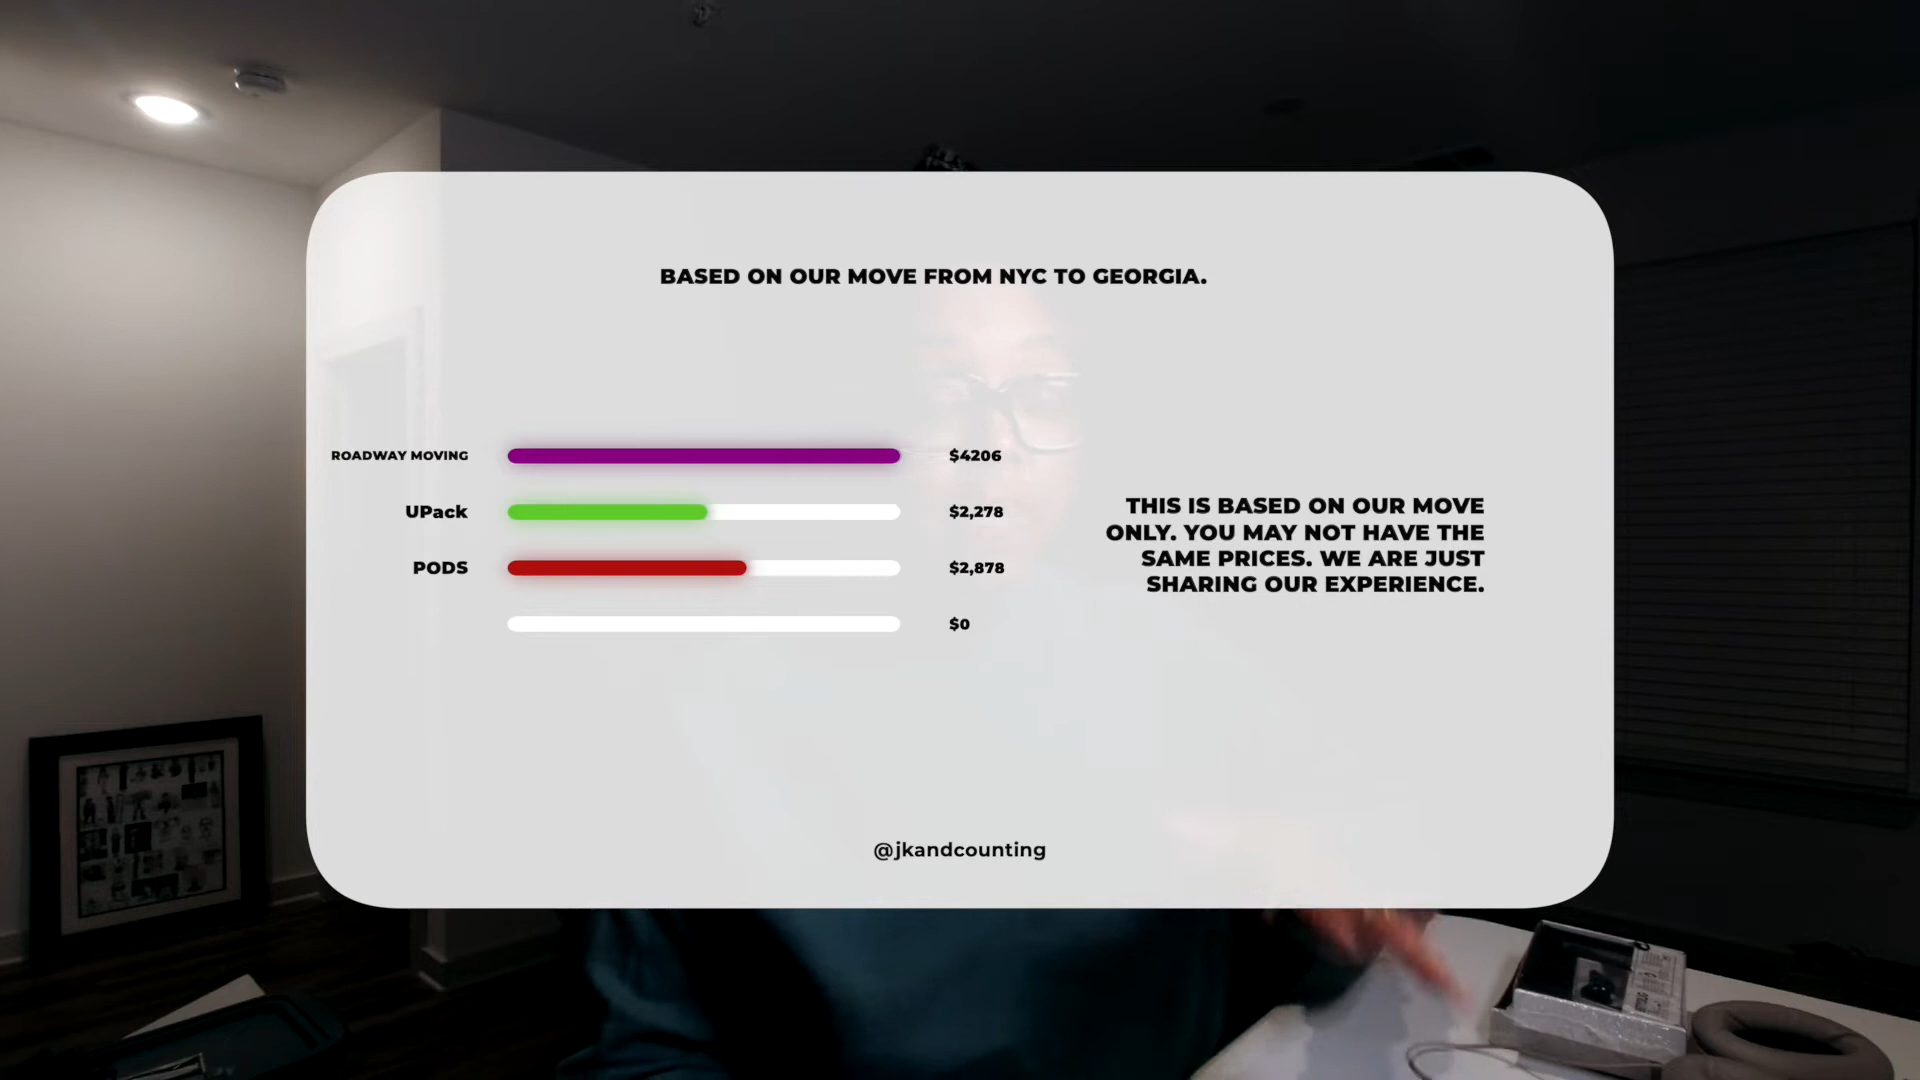 BASED ON OUR MOVE FROM NYC TO GEORGIA.
ROADWAY MOVING $4206
UPack $2,278
PODS $2,878
$0
THIS IS BASED ON OUR MOVE
ONLY. YOU MAY NOT HAVE THE
SAME PRICES. WE ARE JUST
SHARING OUR EXPERIENCE.
@jkandcounting